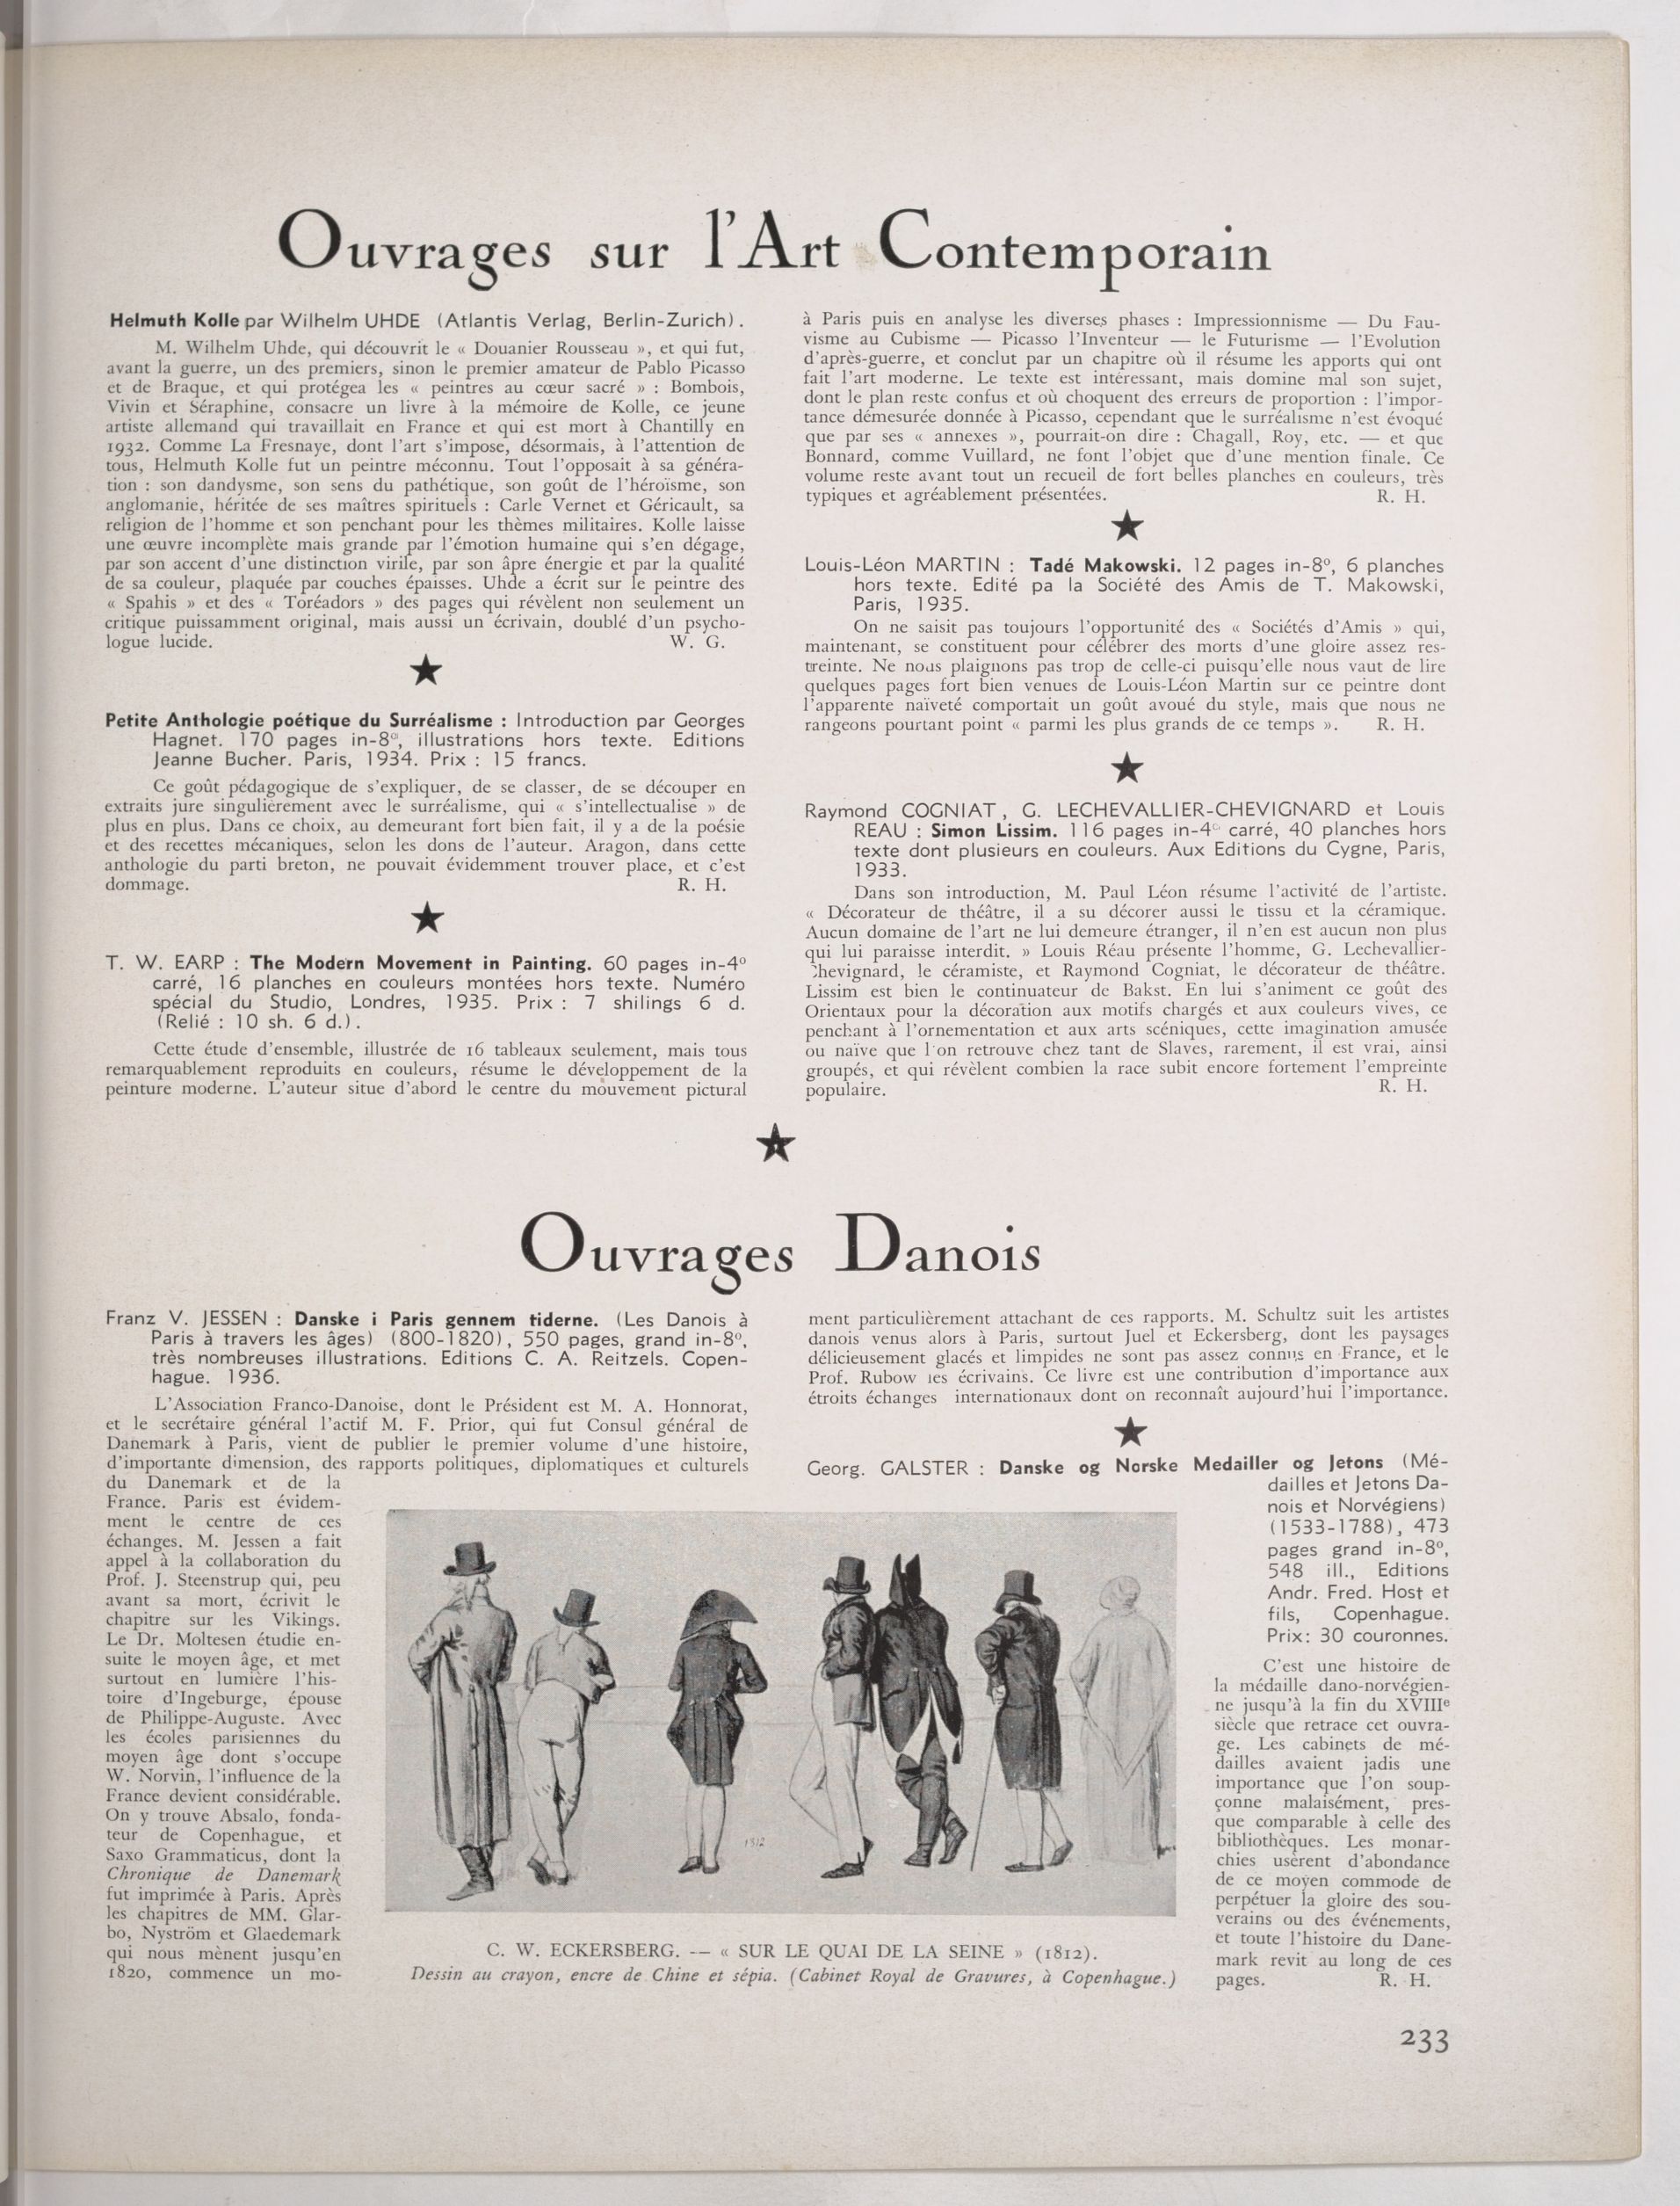 Ouvrages sur l'Art Contemporain
Helmuth Kolle par Wilhelm UHDE (Atlantis Verlag, Berlin-Zurich).
M. Wilhelm Uhde, qui découvrit le « Douanier Rousseau », et qui fut,
avant la guerre, un des premiers, sinon le premier amateur de Pablo Picasso
et de Braque, et qui protégea les « peintres au cœur sacré » : Bombois,
Vivin et Séraphine, consacre un livre à la mémoire de Kolle, ce jeune
artiste allemand qui travaillait en France et qui est mort à Chantilly en
1932. Comme La Fresnaye, dont l'art s'impose, désormais, à l'attention de
tous, Helmuth Kolle fut un peintre méconnu. Tout l'opposait à sa généra-
tion : son dandysme, son sens du pathétique, son goût de l'héroïsme, son
anglomanie, héritée de ses maîtres spirituels : Carle Vernet et Géricault, sa
religion de l'homme et son penchant pour les thèmes militaires. Kolle laisse
une œuvre incomplète mais grande par l'émotion humaine qui s'en dégage,
par son accent d'une distinction virile, par son âpre énergie et par la qualité
de sa couleur, plaquée par couches épaisses. Uhde a écrit sur le peintre des
« Spahis » et des « Toréadors » des pages qui révèlent non seulement un
critique puissamment original, mais aussi un écrivain, doublé d'un psycho-
logue lucide. W. G.
★
Petite Anthologie poétique du Surréalisme : Introduction par Georges
Hagnet. 170 pages in-8°, illustrations hors texte. Editions
Jeanne Bucher. Paris, 1934. Prix : 15 francs.
Ce goût pédagogique de s'expliquer, de se classer, de se découper en
extraits jure singulièrement avec le surréalisme, qui « s'intellectualise » de
plus en plus. Dans ce choix, au demeurant fort bien fait, il y a de la poésie
et des recettes mécaniques, selon les dons de l'auteur. Aragon, dans cette
anthologie du parti breton, ne pouvait évidemment trouver place, et c'est
dommage. R. H.
★
T. W. EARP : The Modern Movement in Painting. 60 pages in-4°
carré, 16 planches en couleurs montées hors texte. Numéro
spécial du Studio, Londres, 1935. Prix : 7 shilings 6 d.
(Relié : 10 sh. 6 d.).
Cette étude d'ensemble, illustrée de 16 tableaux seulement, mais tous
remarquablement reproduits en couleurs, résume le développement de la
peinture moderne. L'auteur situe d'abord le centre du mouvement pictural
à Paris puis en analyse les diverses phases : Impressionnisme — Du Fau-
visme au Cubisme — Picasso l'Inventeur — le Futurisme — l'Evolution
d'après-guerre, et conclut par un chapitre où il résume les apports qui ont
fait l'art moderne. Le texte est intéressant, mais domine mal son sujet,
dont le plan reste confus et où choquent des erreurs de proportion : l'impor-
tance démesurée donnée à Picasso, cependant que le surréalisme n'est évoqué
que par ses « annexes », pourrait-on dire : Chagall, Roy, etc. — et que
Bonnard, comme Vuillard, ne font l'objet que d'une mention finale. Ce
volume reste avant tout un recueil de fort belles planches en couleurs, très
typiques et agréablement présentées. R. H.
★
Louis-Léon MARTIN : Tadé Makowski. 12 pages in-8°, 6 planches
hors texte. Edité pa la Société des Amis de T. Makowski,
Paris, 1935.
On ne saisit pas toujours l'opportunité des « Sociétés d'Amis » qui,
maintenant, se constituent pour célébrer des morts d'une gloire assez res-
treinte. Ne nous plaignons pas trop de celle-ci puisqu'elle nous vaut de lire
quelques pages fort bien venues de Louis-Léon Martin sur ce peintre dont
l'apparente naïveté comportait un goût avoué du style, mais que nous ne
rangeons pourtant point « parmi les plus grands de ce temps ». R. H.
★
Raymond COGNIAT, G. LECHEVALLIER-CHEVIGNARD et Louis
REAU : Simon Lissim. 116 pages in-4° carré, 40 planches hors
texte dont plusieurs en couleurs. Aux Editions du Cygne, Paris,
1933.
Dans son introduction, M. Paul Léon résume l'activité de l'artiste.
« Décorateur de théâtre, il a su décorer aussi le tissu et la céramique.
Aucun domaine de l'art ne lui demeure étranger, il n'en est aucun non plus
qui lui paraisse interdit. » Louis Réau présente l'homme, G. Lechevallier-
Chevignard, le céramiste, et Raymond Cogniat, le décorateur de théâtre.
Lissim est bien le continuateur de Bakst. En lui s'animent ce goût des
Orientaux pour la décoration aux motifs chargés et aux couleurs vives, ce
penchant à l'ornementation et aux arts scéniques, cette imagination amusée
ou naïve que l'on retrouve chez tant de Slaves, rarement, il est vrai, ainsi
groupés, et qui révèlent combien la race subit encore fortement l'empreinte
populaire. R. H.
★
Ouvrages Danois
Franz V. JESSEN : Danske i Paris gennem tiderne. (Les Danois à
Paris à travers les âges) (800-1820), 550 pages, grand in-8°,
très nombreuses illustrations. Editions C. A. Reitzels. Copen-
hague. 1936.
L'Association Franco-Danoise, dont le Président est M. A. Honnorat,
et le secrétaire général l'actif M. F. Prior, qui fut Consul général de
Danemark à Paris, vient de publier le premier volume d'une histoire,
d'importante dimension, des rapports politiques, diplomatiques et culturels
du Danemark et de la
France. Paris est évidem-
ment le centre de ces
échanges. M. Jessen a fait
appel à la collaboration du
Prof. J. Steenstrup qui, peu
avant sa mort, écrivit le
chapitre sur les Vikings.
Le Dr. Moltesen étudie en-
suite le moyen âge, et met
surtout en lumière l'his-
toire d'Ingeburge, épouse
de Philippe-Auguste. Avec
les écoles parisiennes du
moyen âge dont s'occupe
W. Norvin, l'influence de la
France devient considérable.
On y trouve Absalo, fonda-
teur de Copenhague, et
Saxo Grammaticus, dont la
Chronique de Danemark
fut imprimée à Paris. Après
les chapitres de MM. Glar-
bo, Nyström et Glaedemark
qui nous mènent jusqu'en
1820, commence un mo-
ment particulièrement attachant de ces rapports. M. Schultz suit les artistes
danois venus alors à Paris, surtout Juel et Eckersberg, dont les paysages
délicieusement glacés et limpides ne sont pas assez connus en France, et le
Prof. Rubow les écrivains. Ce livre est une contribution d'importance aux
étroits échanges internationaux dont on reconnaît aujourd'hui l'importance.
★
Georg. GALSTER : Danske og Norske Medailler og Jetons (Mé-
dailles et Jetons Da-
nois et Norvégiens)
(1533-1788), 473
pages grand in-8°,
548 ill., Editions
Andr. Fred. Host et
fils, Copenhague.
Prix: 30 couronnes.
C'est une histoire de
la médaille dano-norvégien-
ne jusqu'à la fin du XVIIIe
siècle que retrace cet ouvra-
ge. Les cabinets de mé-
dailles avaient jadis une
importance que l'on soup-
çonne malaisément, pres-
que comparable à celle des
bibliothèques. Les monar-
chies usèrent d'abondance
de ce moyen commode de
perpétuer la gloire des sou-
verains ou des événements,
et toute l'histoire du Dane-
mark revit au long de ces
pages. R. H.
1812
C. W. ECKERSBERG. -— « SUR LE QUAI DE LA SEINE » (1812).
Dessin au crayon, encre de Chine et sépia. (Cabinet Royal de Gravures, à Copenhague.)
233